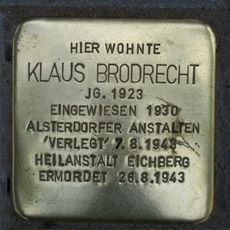 HIER WOHNTE
KLAUS BRODRECHT
JG. 1923
EINGEWIESEN 1930
ALSTERDORFER ANSTALTEN
'VERLEGT' 7.8.1943
HEILANSTALT EICHBERG
ERMORDET 26.8.1943